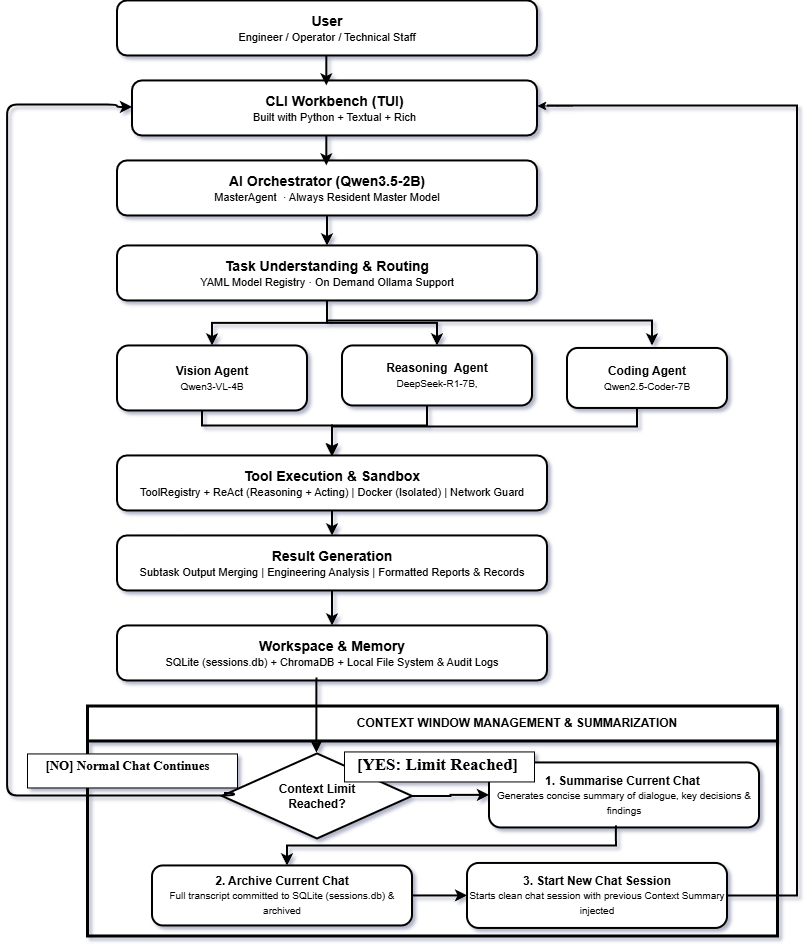 User
Engineer / Operator / Technical Staff
CLI Workbench (TUI)
Built with Python + Textual + Rich
AI Orchestrator (Qwen3.5-2B)
MasterAgent · Always Resident Master Model
Task Understanding & Routing
YAML Model Registry · On Demand Ollama Support
Vision Agent
Qwen3-VL-4B
Reasoning Agent
DeepSeek-R1-7B,
Coding Agent
Qwen2.5-Coder-7B
Tool Execution & Sandbox
ToolRegistry + ReAct (Reasoning + Acting) | Docker (Isolated) | Network Guard
Result Generation
Subtask Output Merging | Engineering Analysis | Formatted Reports & Records
Workspace & Memory
SQLite (sessions.db) + ChromaDB + Local File System & Audit Logs
CONTEXT WINDOW MANAGEMENT & SUMMARIZATION
[NO] Normal Chat Continues
Context Limit
Reached?
[YES: Limit Reached]
1. Summarise Current Chat
Generates concise summary of dialogue, key decisions &
findings
2. Archive Current Chat
Full transcript committed to SQLite (sessions.db) &
archived
3. Start New Chat Session
Starts clean chat session with previous Context Summary
injected